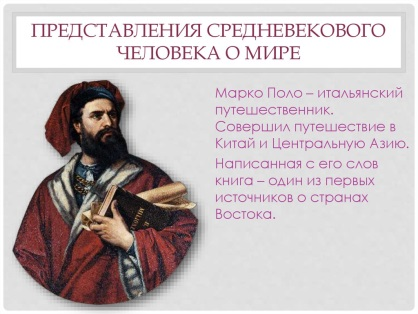 ПРЕДСТАВЛЕНИЯ СРЕДНЕВЕКОВОГО
ЧЕЛОВЕКА О МИРЕ
Марко Поло – итальянский
путешественник.
Совершил путешествие в
Китай и Центральную Азию.
Написанная с его слов
книга – один из первых
источников о странах
Востока.